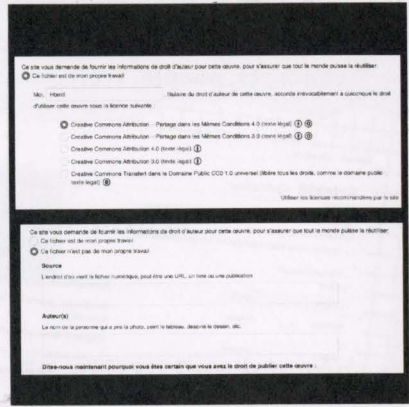 Ce site vous demande de fournir les informations de droit d'auteur pour cette œuvre, pour s'assurer que tout le monde puisse la réutiliser.
Ce fichier est de mon propre travail
Moi, , titulaire du droit d'auteur de cette œuvre, accorde irrévocablement à quiconque le droit
d'utiliser cette œuvre sous la licence suivante :
Creative Commons Attribution – Partage dans les Mêmes Conditions 4.0 (texte légal)
Creative Commons Attribution – Partage dans les Mêmes Conditions 3.0 (texte légal)
Creative Commons Attribution 4.0 (texte légal)
Creative Commons Attribution 3.0 (texte légal)
Creative Commons Transfert dans le Domaine Public CC0 1.0 universel (libère tous les droits, comme le domaine public :
texte légal)
Utiliser les licences recommandées par le site
Ce site vous demande de fournir les informations de droit d'auteur pour cette œuvre, pour s'assurer que tout le monde puisse la réutiliser.
Ce fichier est de mon propre travail
Ce fichier n'est pas de mon propre travail
Source
L'endroit d'où vient le fichier numérique, peut être une URL, un livre ou une publication
Auteur(s)
Le nom de la personne qui a pris la photo, peint le tableau, dessiné le dessin, etc.
Dites-nous maintenant pourquoi vous êtes certain que vous avez le droit de publier cette œuvre :